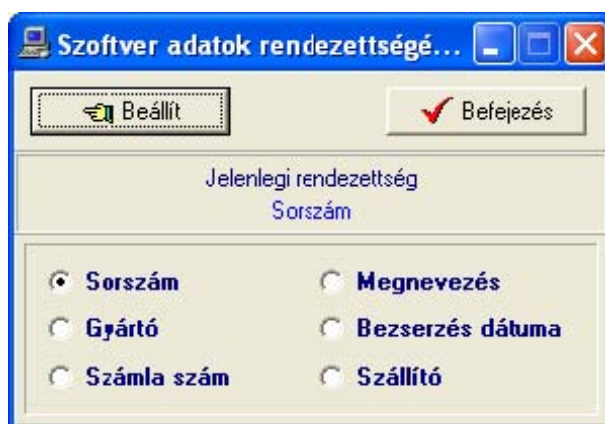 Szoftver adatok rendezettségé...
Beállít
Befejezés
Jelenlegi rendezettség
Sorszám
Sorszám
Megnevezés
Gyártó
Bezserzés dátuma
Számla szám
Szállító